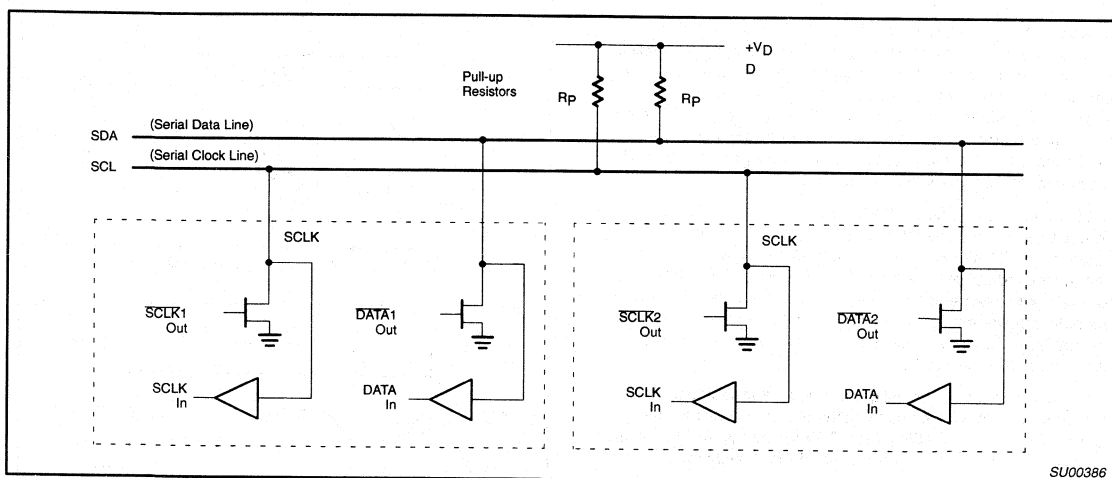 +VD
D
Pull-up
Resistors
RP
RP
SDA
(Serial Data Line)
SCL
(Serial Clock Line)
SCLK
SCLK
SCLK1
Out
DATA1
Out
SCLK2
Out
DATA2
Out
SCLK
In
DATA
In
SCLK
In
DATA
In
SU00386